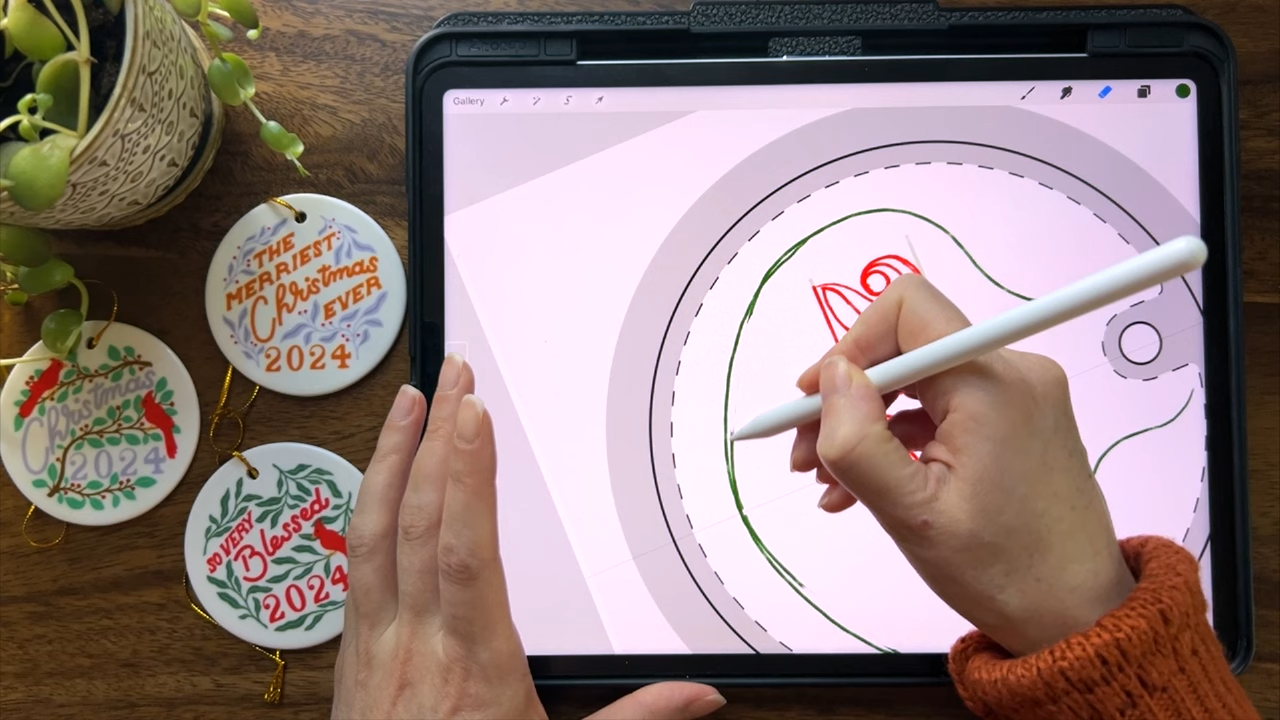 Gallery
THE
MERRIEST
Christmas
EVER
2024
Christmas
2024
SO VERY
Blessed
2024